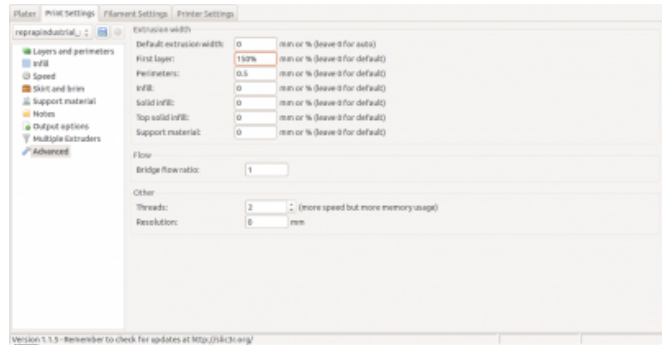 Plater Print Settings Filament Settings Printer Settings
reprapindustrial_
Layers and perimeters
Infill
Speed
Skirt and brim
Support material
Notes
Output options
Multiple Extruders
Advanced
Extrusion width
Default extrusion width: 0 mm or % (leave 0 for auto)
First layer: 150% mm or % (leave 0 for default)
Perimeters: 0.5 mm or % (leave 0 for default)
Infill: 0 mm or % (leave 0 for default)
Solid infill: 0 mm or % (leave 0 for default)
Top solid infill: 0 mm or % (leave 0 for default)
Support material: 0 mm or % (leave 0 for default)
Flow
Bridge flow ratio: 1
Other
Threads: 2 (more speed but more memory usage)
Resolution: 0 mm
Version 1.1.5 - Remember to check for updates at http://slic3r.org/